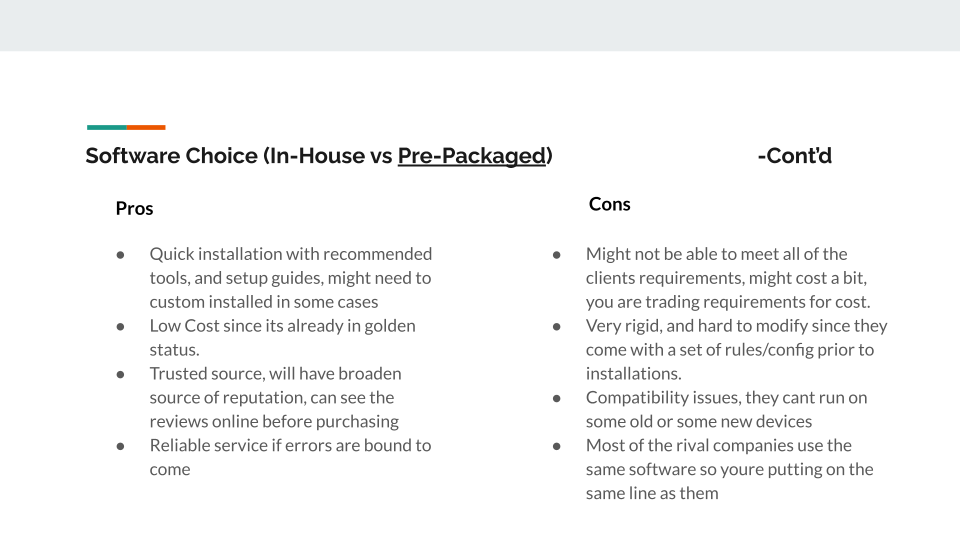 Software Choice (In-House vs Pre-Packaged) -Cont’d
Pros
● Quick installation with recommended
tools, and setup guides, might need to
custom installed in some cases
● Low Cost since its already in golden
status.
● Trusted source, will have broaden
source of reputation, can see the
reviews online before purchasing
● Reliable service if errors are bound to
come
Cons
● Might not be able to meet all of the
clients requirements, might cost a bit,
you are trading requirements for cost.
● Very rigid, and hard to modify since they
come with a set of rules/config prior to
installations.
● Compatibility issues, they cant run on
some old or some new devices
● Most of the rival companies use the
same software so youre putting on the
same line as them